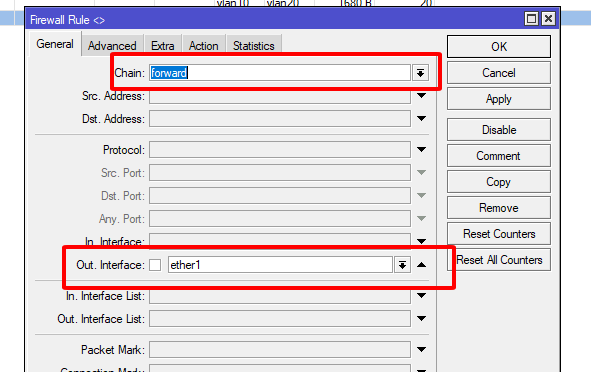 vlan10 vlan20 1680 B 20
Firewall Rule <>
General Advanced Extra Action Statistics
OK
Chain: forward
Cancel
Src. Address:
Apply
Dst. Address:
Disable
Protocol:
Comment
Src. Port:
Copy
Dst. Port:
Remove
Any. Port:
Reset Counters
In. Interface:
Out. Interface: ether1
Reset All Counters
In. Interface List:
Out. Interface List:
Packet Mark:
Connection Mark: